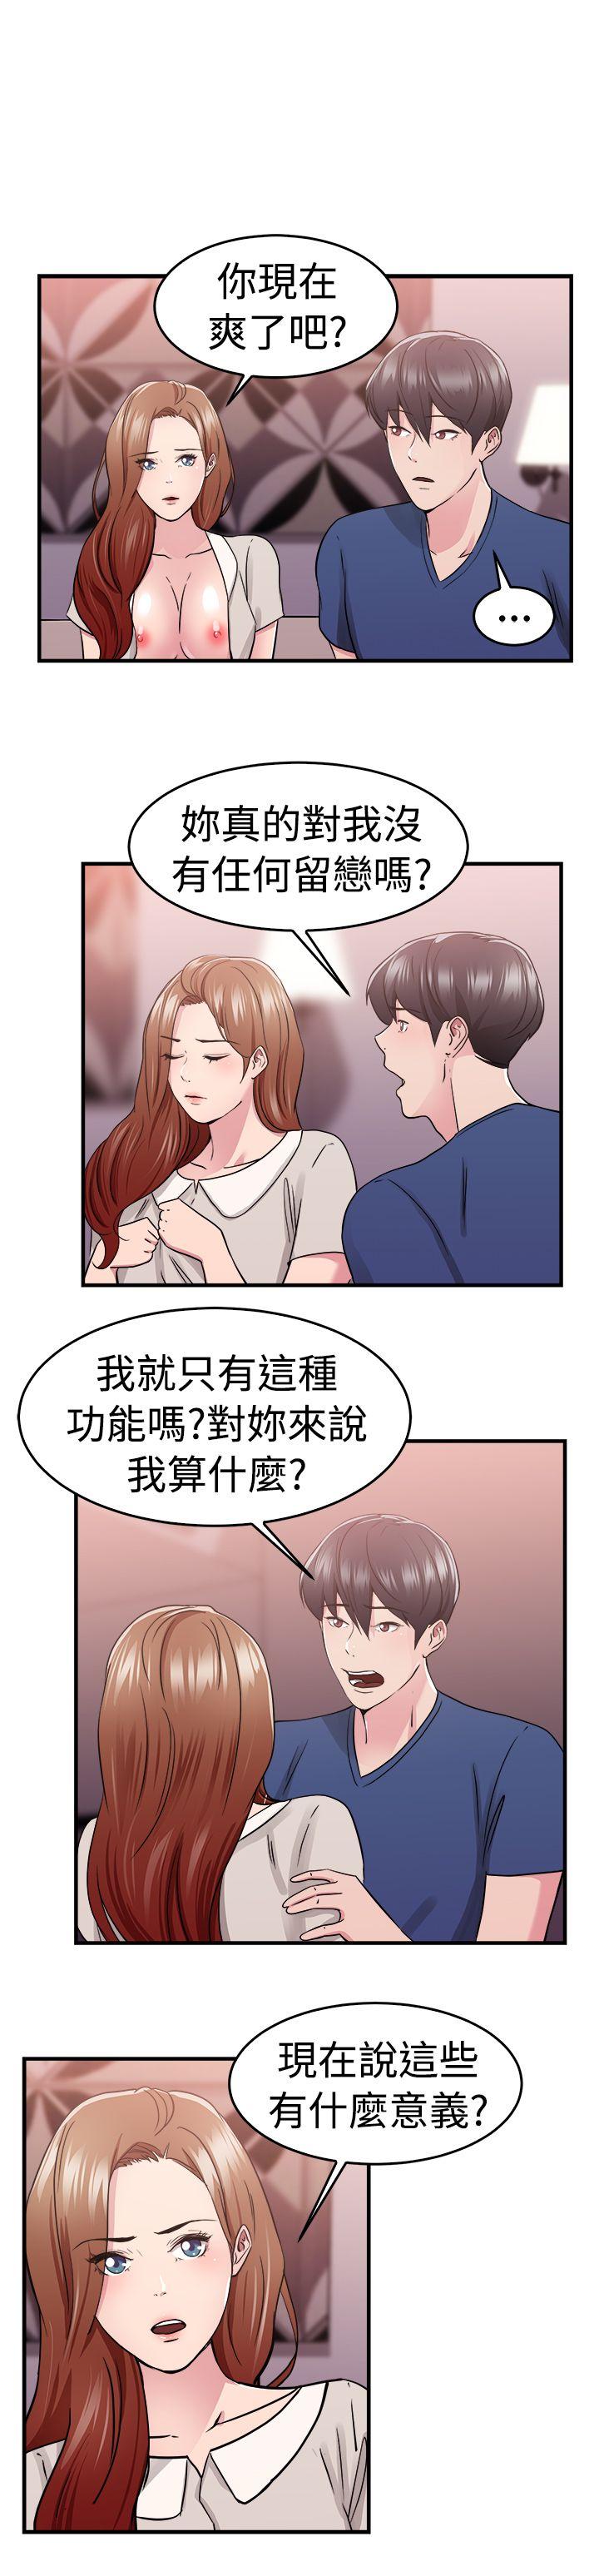 你現在
爽了吧?
...
妳真的對我沒
有任何留戀嗎?
我就只有這種
功能嗎?對妳來說
我算什麼?
現在說這些
有什麼意義?